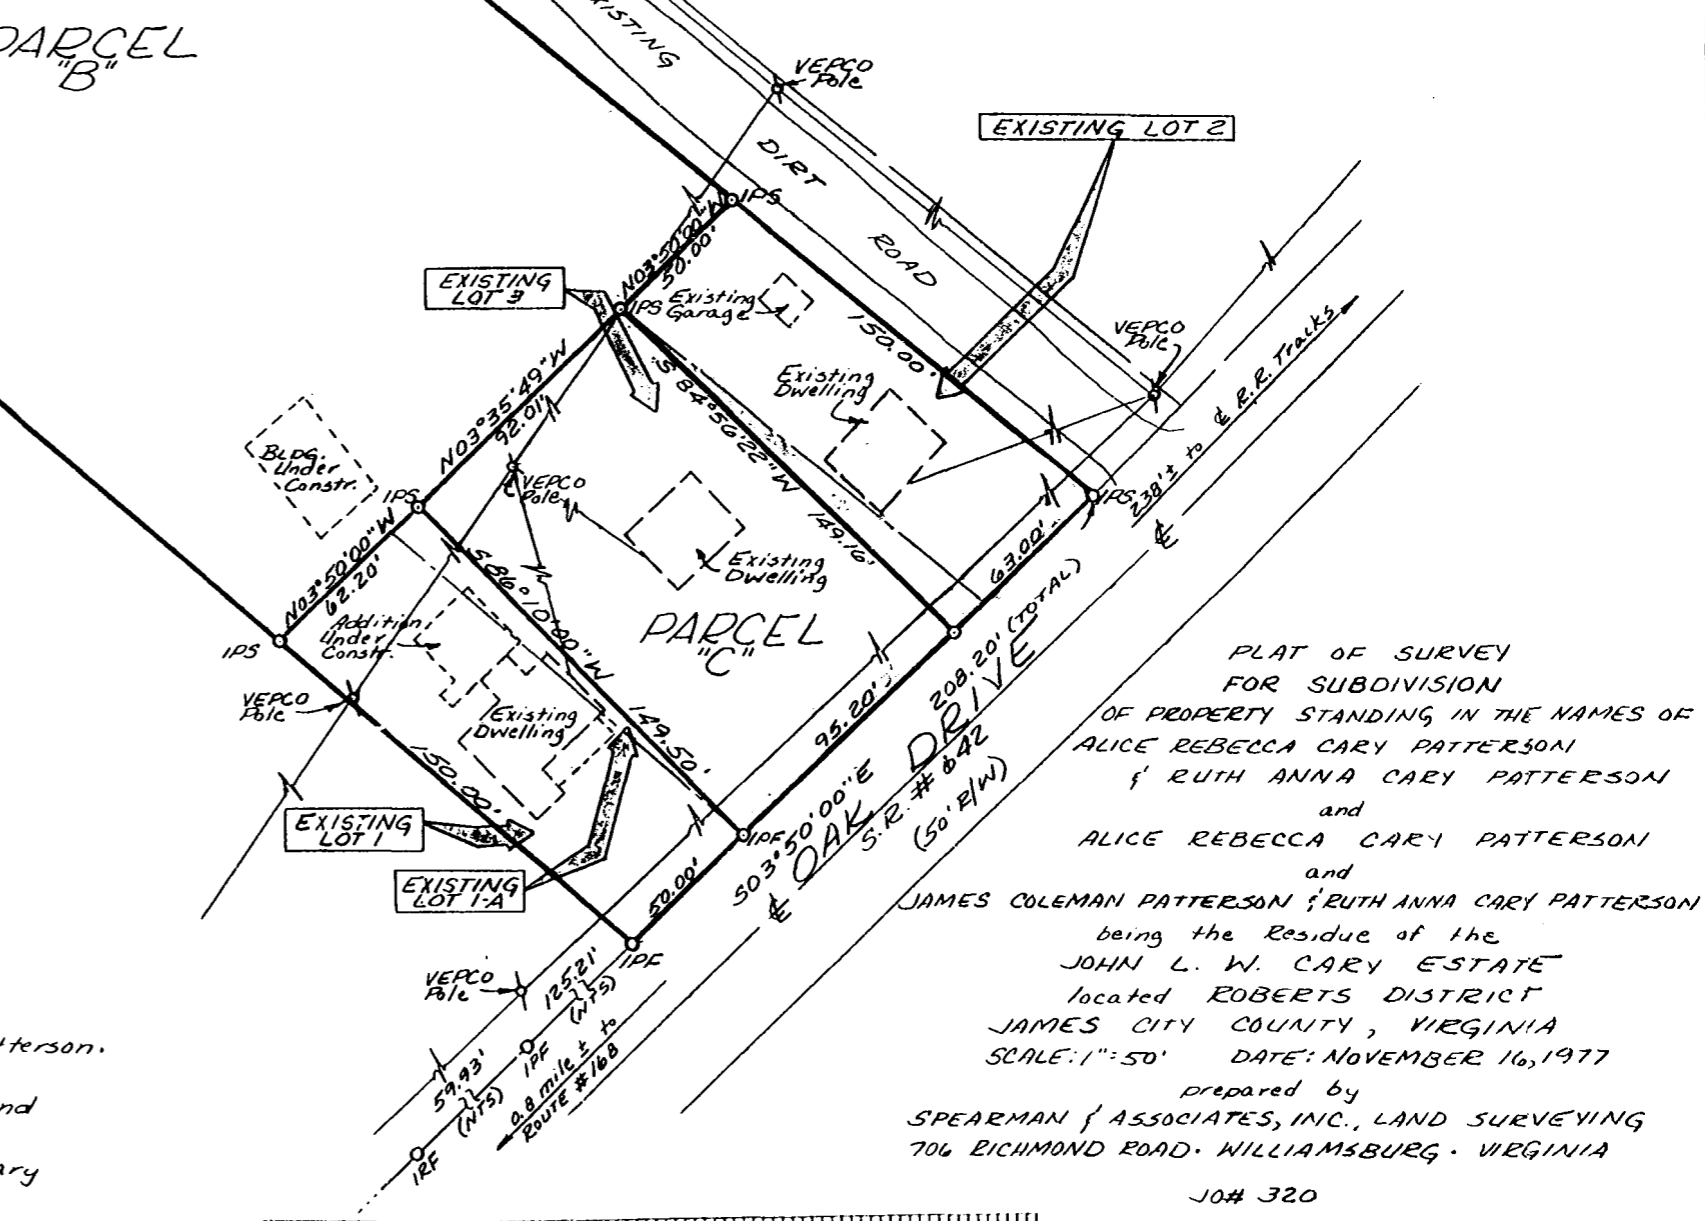 PARCEL
"B"
EXISTING
DIRT
ROAD
VEPCO
Pole
EXISTING LOT 2
IPS
N03°50'00"W
50.00'
EXISTING
LOT 3
IPS
Existing
Garage
150.00'
VEPCO
Pole
Existing
Dwelling
S 84°56'22"W
149.16'
N03°35'49"W
92.01'
BLDG.
Under
Constr.
IPS
VEPCO
Pole
Existing
Dwelling
IPS
238'± to ℄ R.R. Tracks
℄
63.00'
N03°50'00"W
62.20'
IPS
Addition
Under
Constr.
S 86°10'00"W
149.50'
PARCEL
"C"
VEPCO
Pole
Existing
Dwelling
150.00'
EXISTING
LOT 1
EXISTING
LOT 1-A
95.20'
208.20' (TOTAL)
S03°50'00"E
OAK DRIVE
S.R. # 642
(50' R/W)
℄
IPF
50.00'
IPF
VEPCO
Pole
125.21'
(NTS)
IPF
59.93'
(NTS)
IRF
0.8 mile ± to
ROUTE #168
PLAT OF SURVEY
FOR SUBDIVISION
OF PROPERTY STANDING IN THE NAMES OF
ALICE REBECCA CARY PATTERSON
& RUTH ANNA CARY PATTERSON
and
ALICE REBECCA CARY PATTERSON
and
JAMES COLEMAN PATTERSON & RUTH ANNA CARY PATTERSON
being the Residue of the
JOHN L. W. CARY ESTATE
located ROBERTS DISTRICT
JAMES CITY COUNTY, VIRGINIA
SCALE: 1"=50' DATE: NOVEMBER 16, 1977
prepared by
SPEARMAN & ASSOCIATES, INC., LAND SURVEYING
706 RICHMOND ROAD · WILLIAMSBURG · VIRGINIA
JO# 320